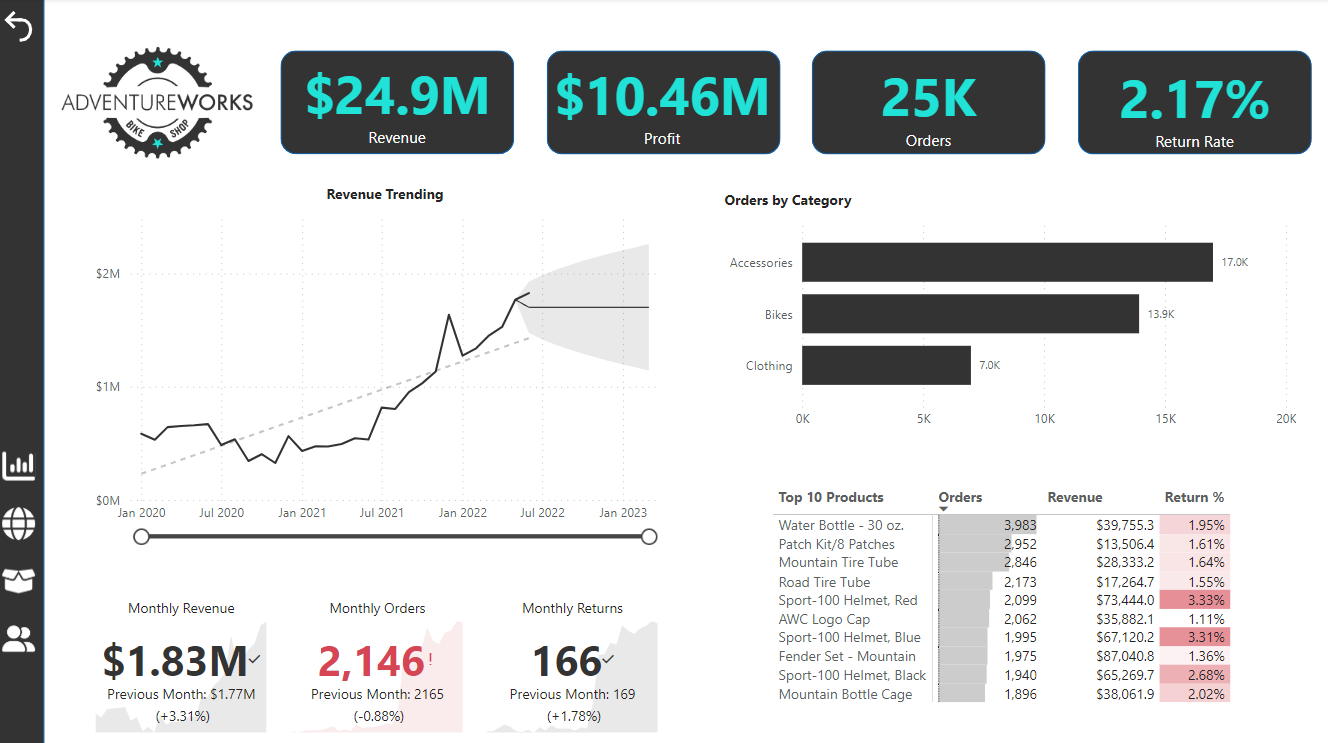 ADVENTUREWORKS
BIKE SHOP
$24.9M
Revenue
$10.46M
Profit
25K
Orders
2.17%
Return Rate
Revenue Trending
$2M
$1M
$0M
Jan 2020 Jul 2020 Jan 2021 Jul 2021 Jan 2022 Jul 2022 Jan 2023
Orders by Category
Accessories 17.0K
Bikes 13.9K
Clothing 7.0K
0K 5K 10K 15K 20K
Monthly Revenue
$1.83M
Previous Month: $1.77M
(+3.31%)
Monthly Orders
2,146!
Previous Month: 2165
(-0.88%)
Monthly Returns
166
Previous Month: 169
(+1.78%)
Top 10 Products Orders Revenue Return %
Water Bottle - 30 oz. 3,983 $39,755.3 1.95%
Patch Kit/8 Patches 2,952 $13,506.4 1.61%
Mountain Tire Tube 2,846 $28,333.2 1.64%
Road Tire Tube 2,173 $17,264.7 1.55%
Sport-100 Helmet, Red 2,099 $73,444.0 3.33%
AWC Logo Cap 2,062 $35,882.1 1.11%
Sport-100 Helmet, Blue 1,995 $67,120.2 3.31%
Fender Set - Mountain 1,975 $87,040.8 1.36%
Sport-100 Helmet, Black 1,940 $65,269.7 2.68%
Mountain Bottle Cage 1,896 $38,061.9 2.02%